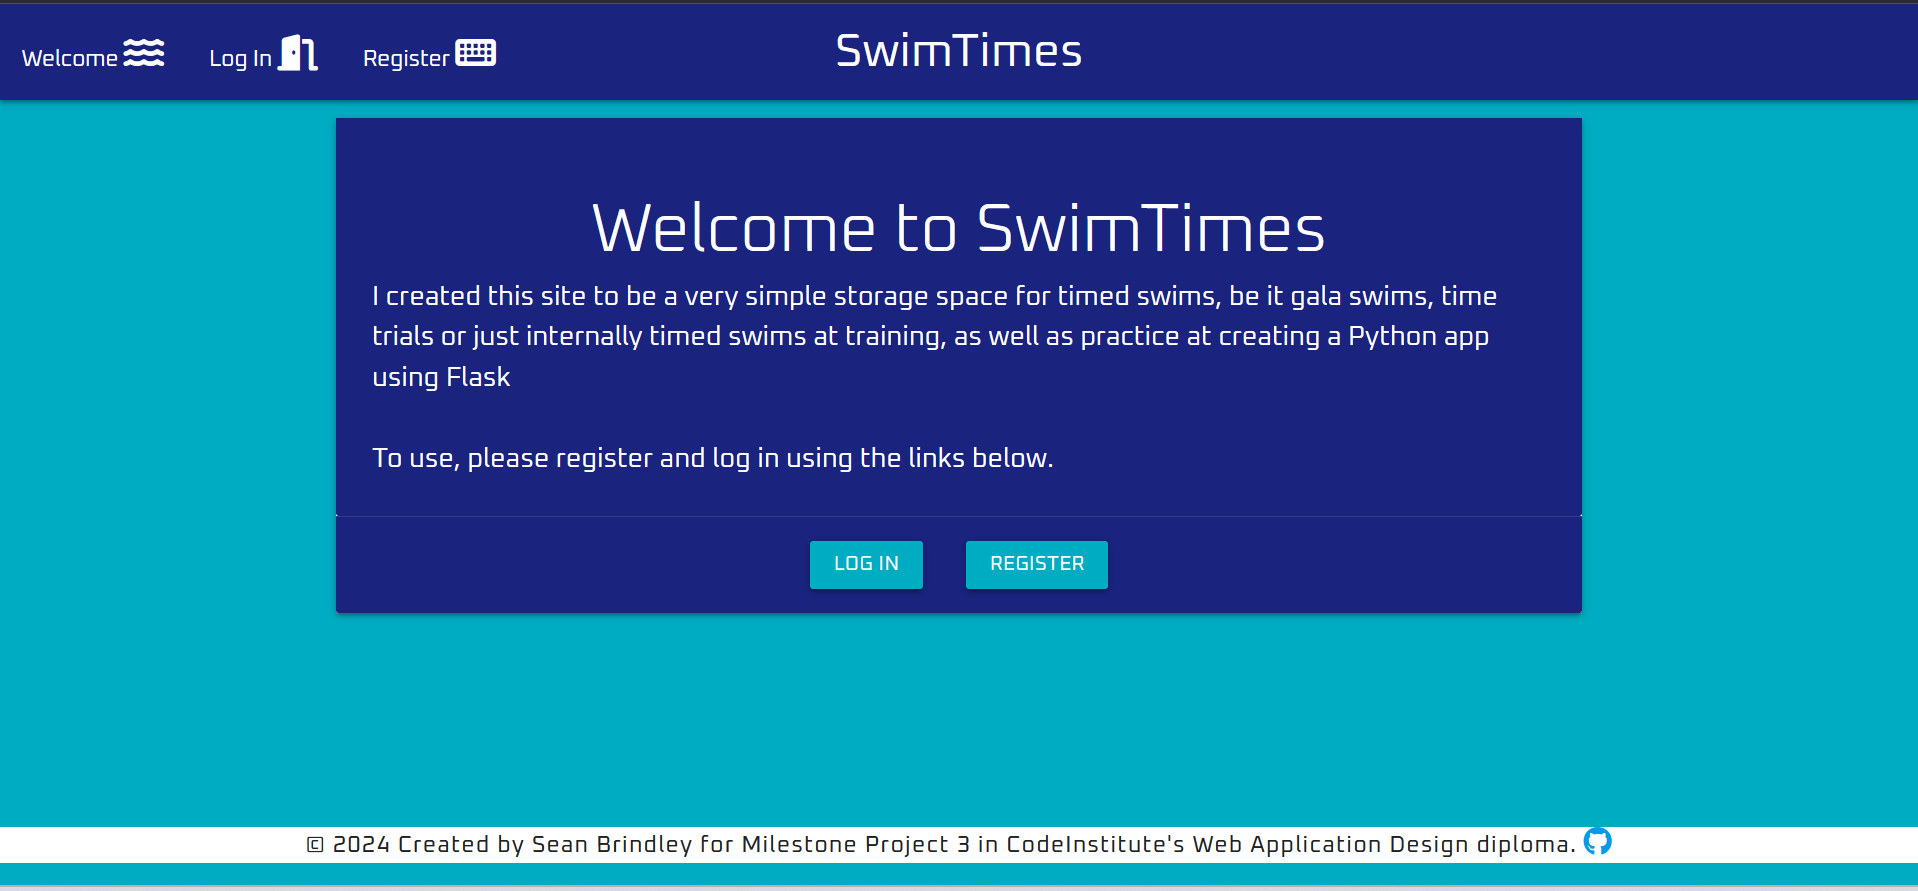 Welcome Log In Register SwimTimes
Welcome to SwimTimes
I created this site to be a very simple storage space for timed swims, be it gala swims, time
trials or just internally timed swims at training, as well as practice at creating a Python app
using Flask
To use, please register and log in using the links below.
LOG IN REGISTER
© 2024 Created by Sean Brindley for Milestone Project 3 in CodeInstitute's Web Application Design diploma.